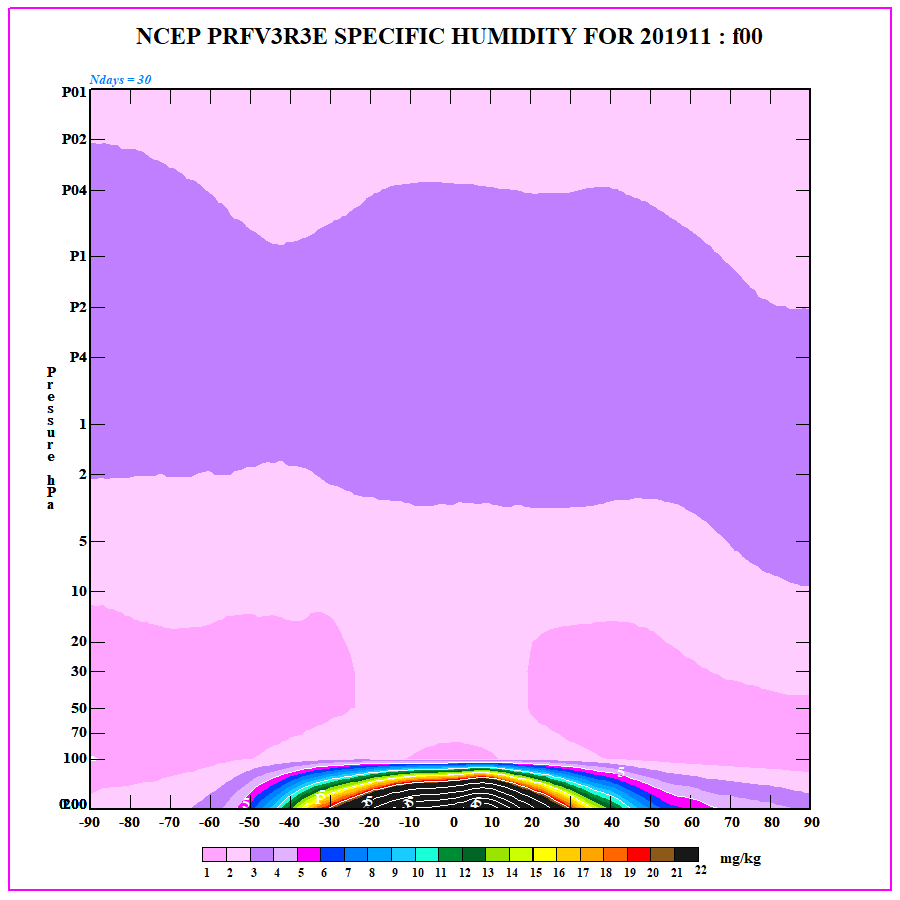 NCEP PRFV3R3E SPECIFIC HUMIDITY FOR 201911 : f00
Ndays = 30
P01
P02
P04
P1
P2
P4
1
2
5
10
20
30
50
70
100
Pressure hPa
-90 -80 -70 -60 -50 -40 -30 -20 -10 0 10 20 30 40 50 60 70 80 90
5
5
45
1 2 3 4 5 6 7 8 9 10 11 12 13 14 15 16 17 18 19 20 21 22 mg/kg